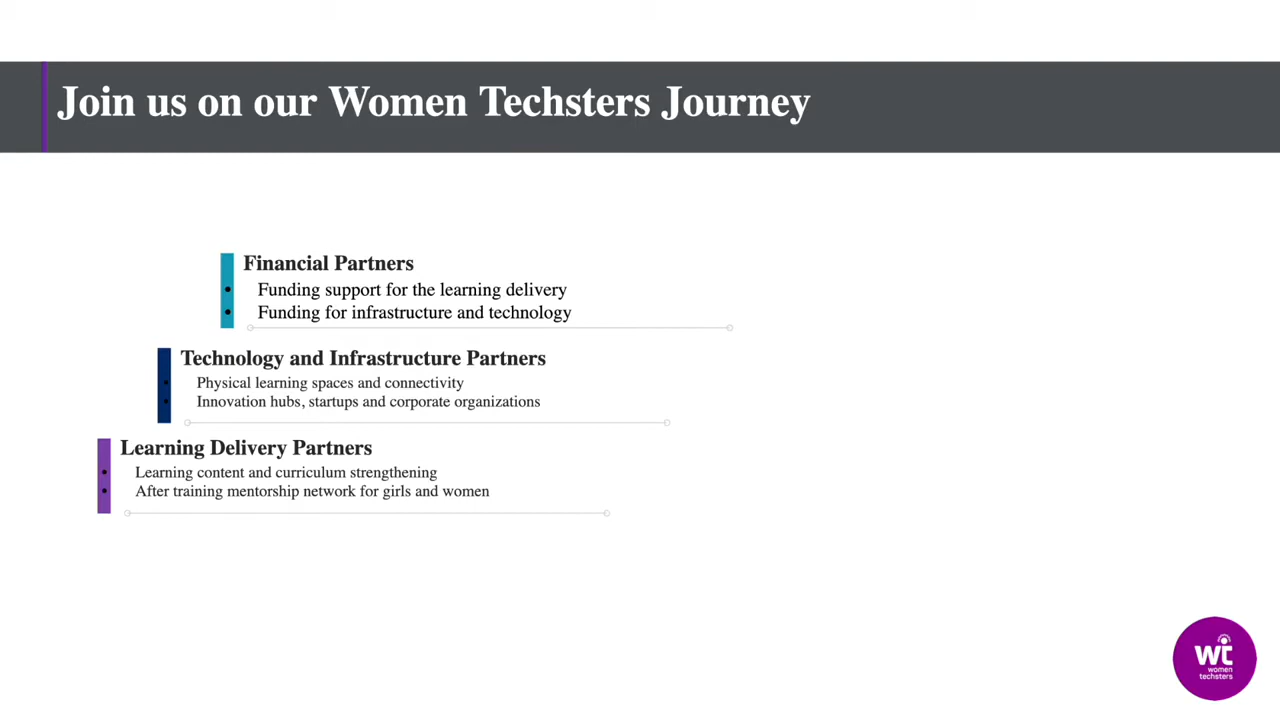 Join us on our Women Techsters Journey
Financial Partners
• Funding support for the learning delivery
• Funding for infrastructure and technology
Technology and Infrastructure Partners
• Physical learning spaces and connectivity
• Innovation hubs, startups and corporate organizations
Learning Delivery Partners
• Learning content and curriculum strengthening
• After training mentorship network for girls and women
wt
women
techsters